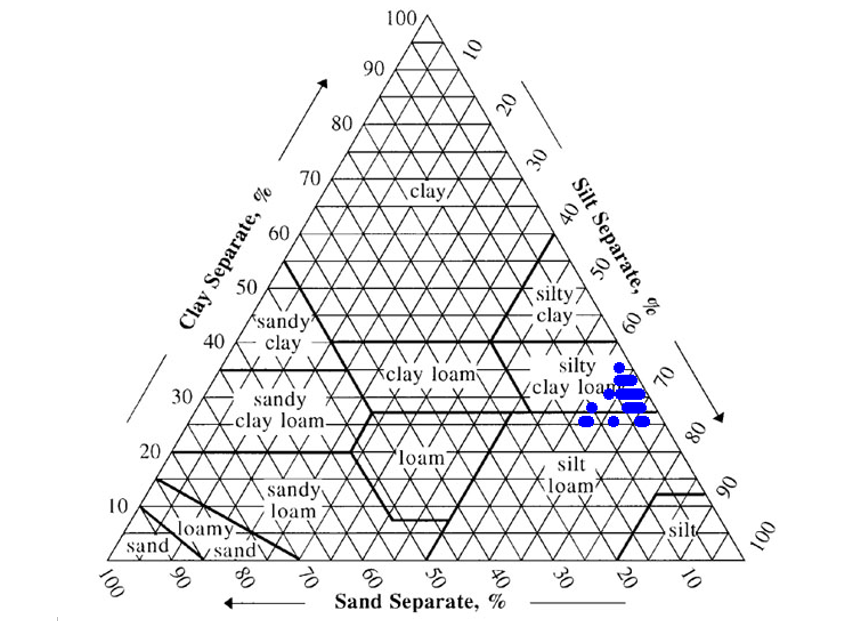 100
90
80
70
60
50
40
30
20
10
10
20
30
40
50
60
70
80
90
100
Clay Separate, %
Silt Separate, %
clay
silty
clay
sandy
clay
clay loam
silty
clay loam
sandy
clay loam
loam
silt
loam
sandy
loam
loamy
sand
sand
silt
100
90
80
70
60
50
40
30
20
10
Sand Separate, %